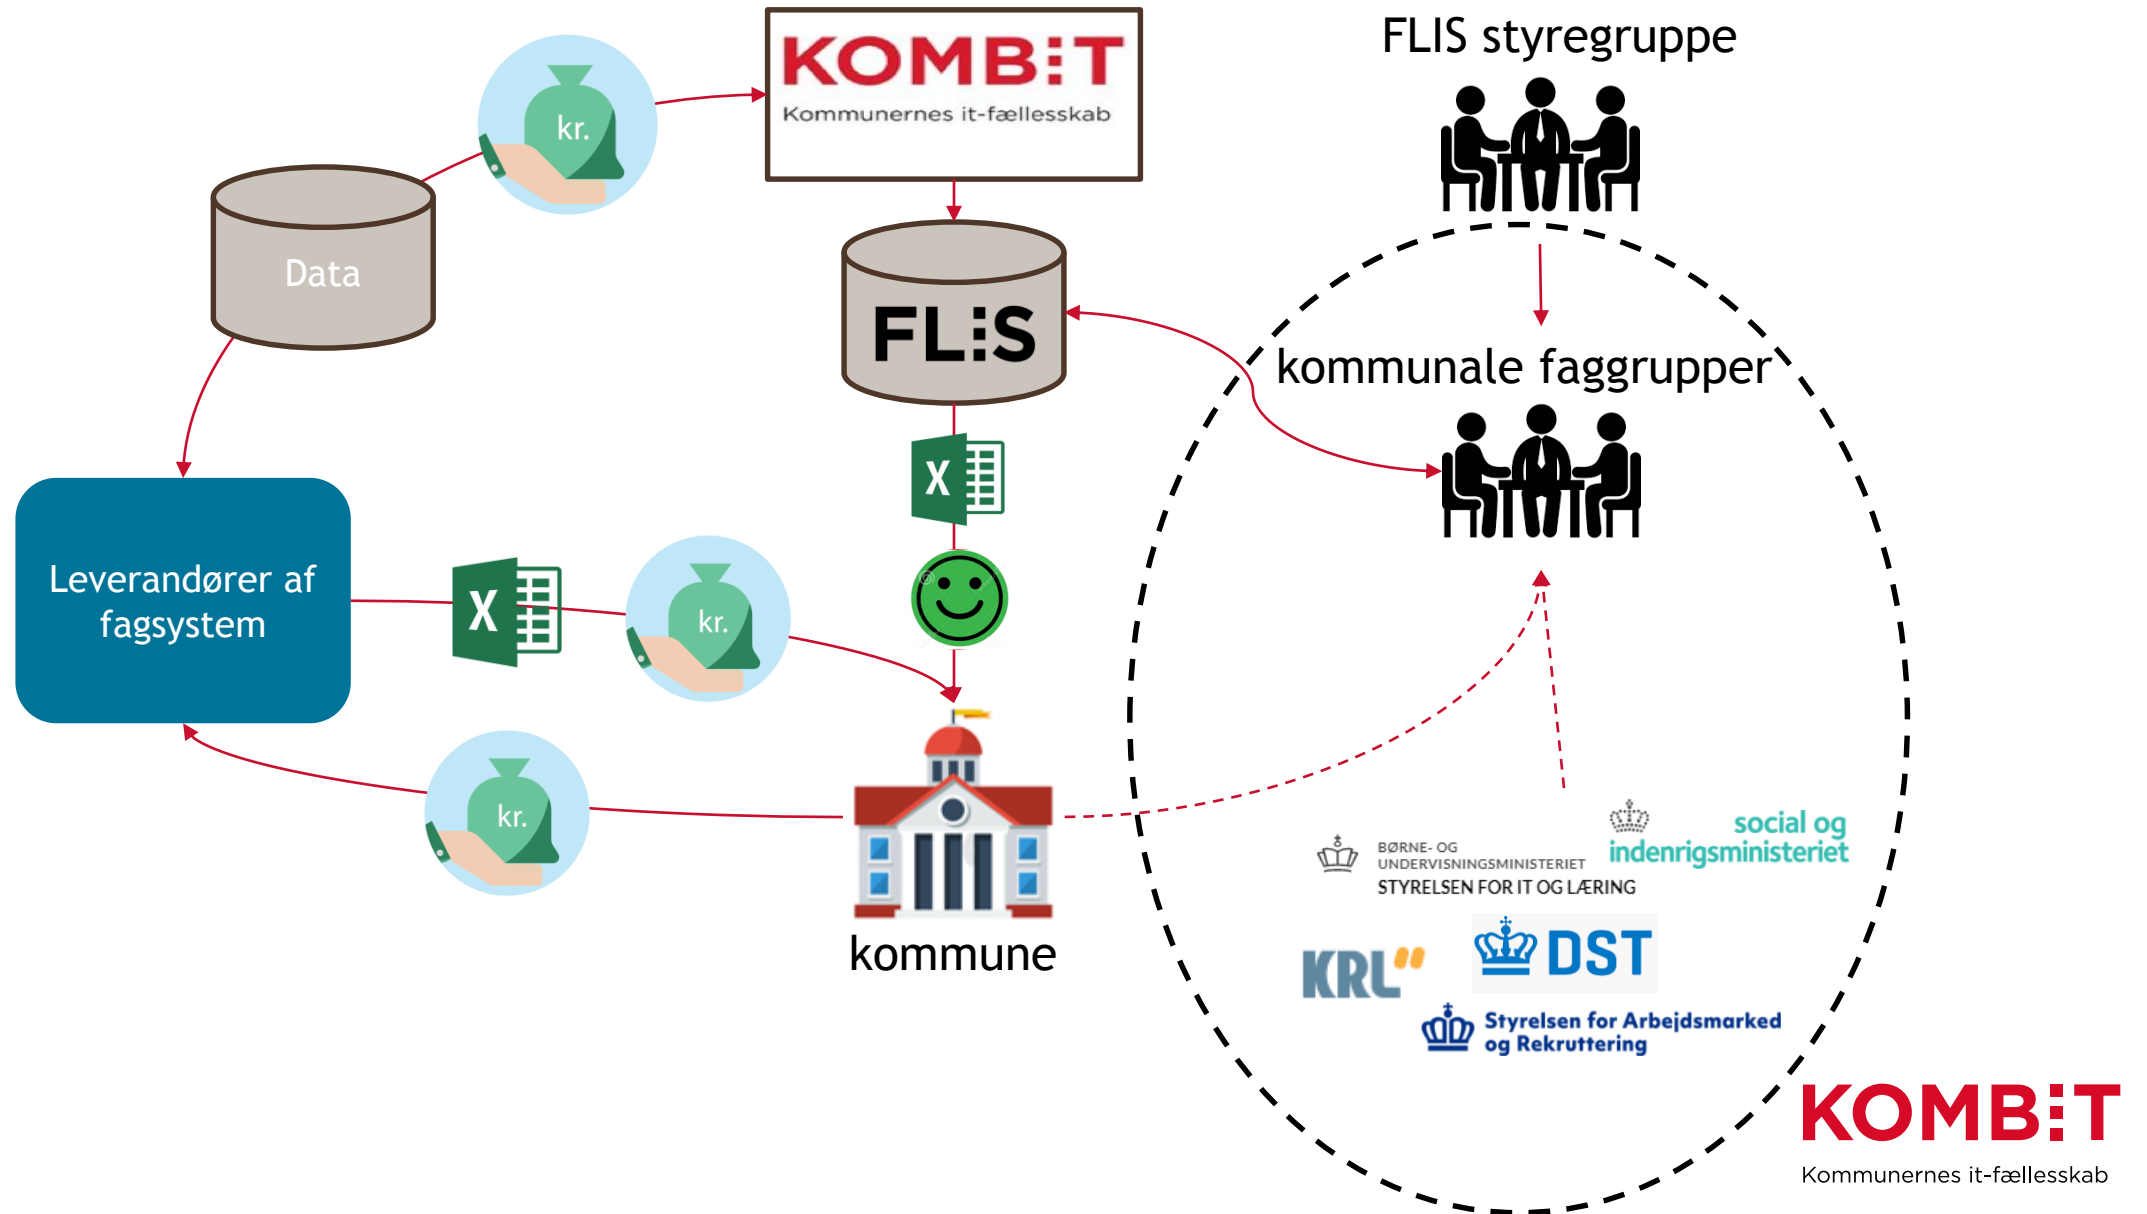 KOMBIT
Kommunernes it-fællesskab
FLIS styregruppe
kr.
Data
FLIS
kommunale faggrupper
X
Leverandører af
fagsystem
X
kr.
kr.
kommune
BØRNE- OG
UNDERVISNINGSMINISTERIET
STYRELSEN FOR IT OG LÆRING
social og
indenrigsministeriet
KRL
DST
Styrelsen for Arbejdsmarked
og Rekruttering
KOMBIT
Kommunernes it-fællesskab